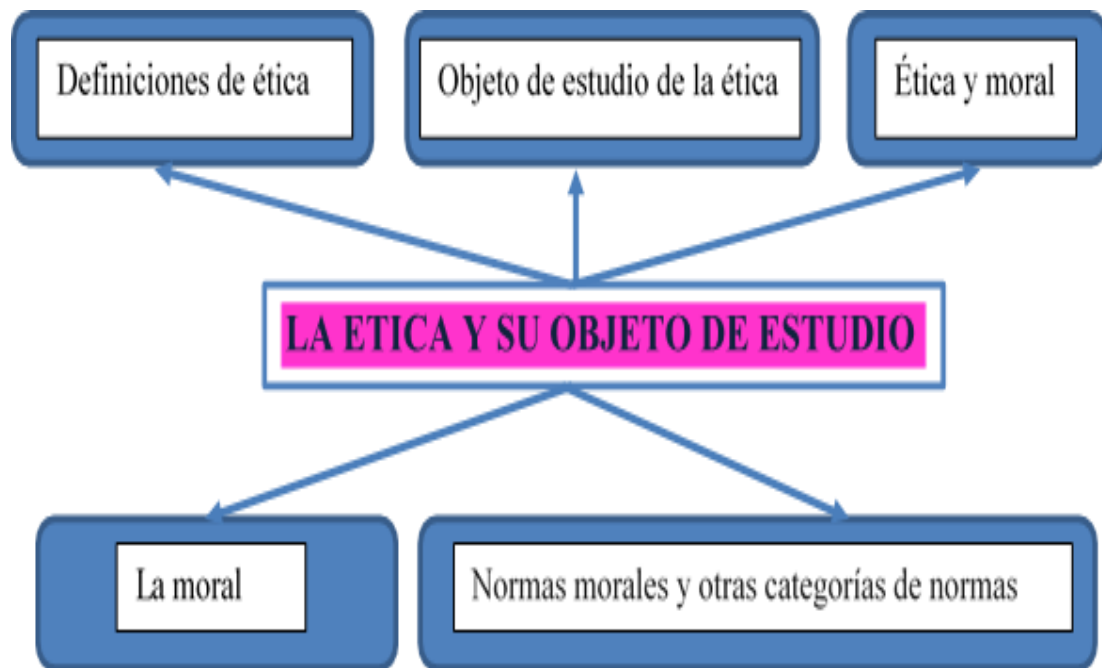 Definiciones de ética
Objeto de estudio de la ética
Ética y moral
LA ETICA Y SU OBJETO DE ESTUDIO
La moral
Normas morales y otras categorías de normas